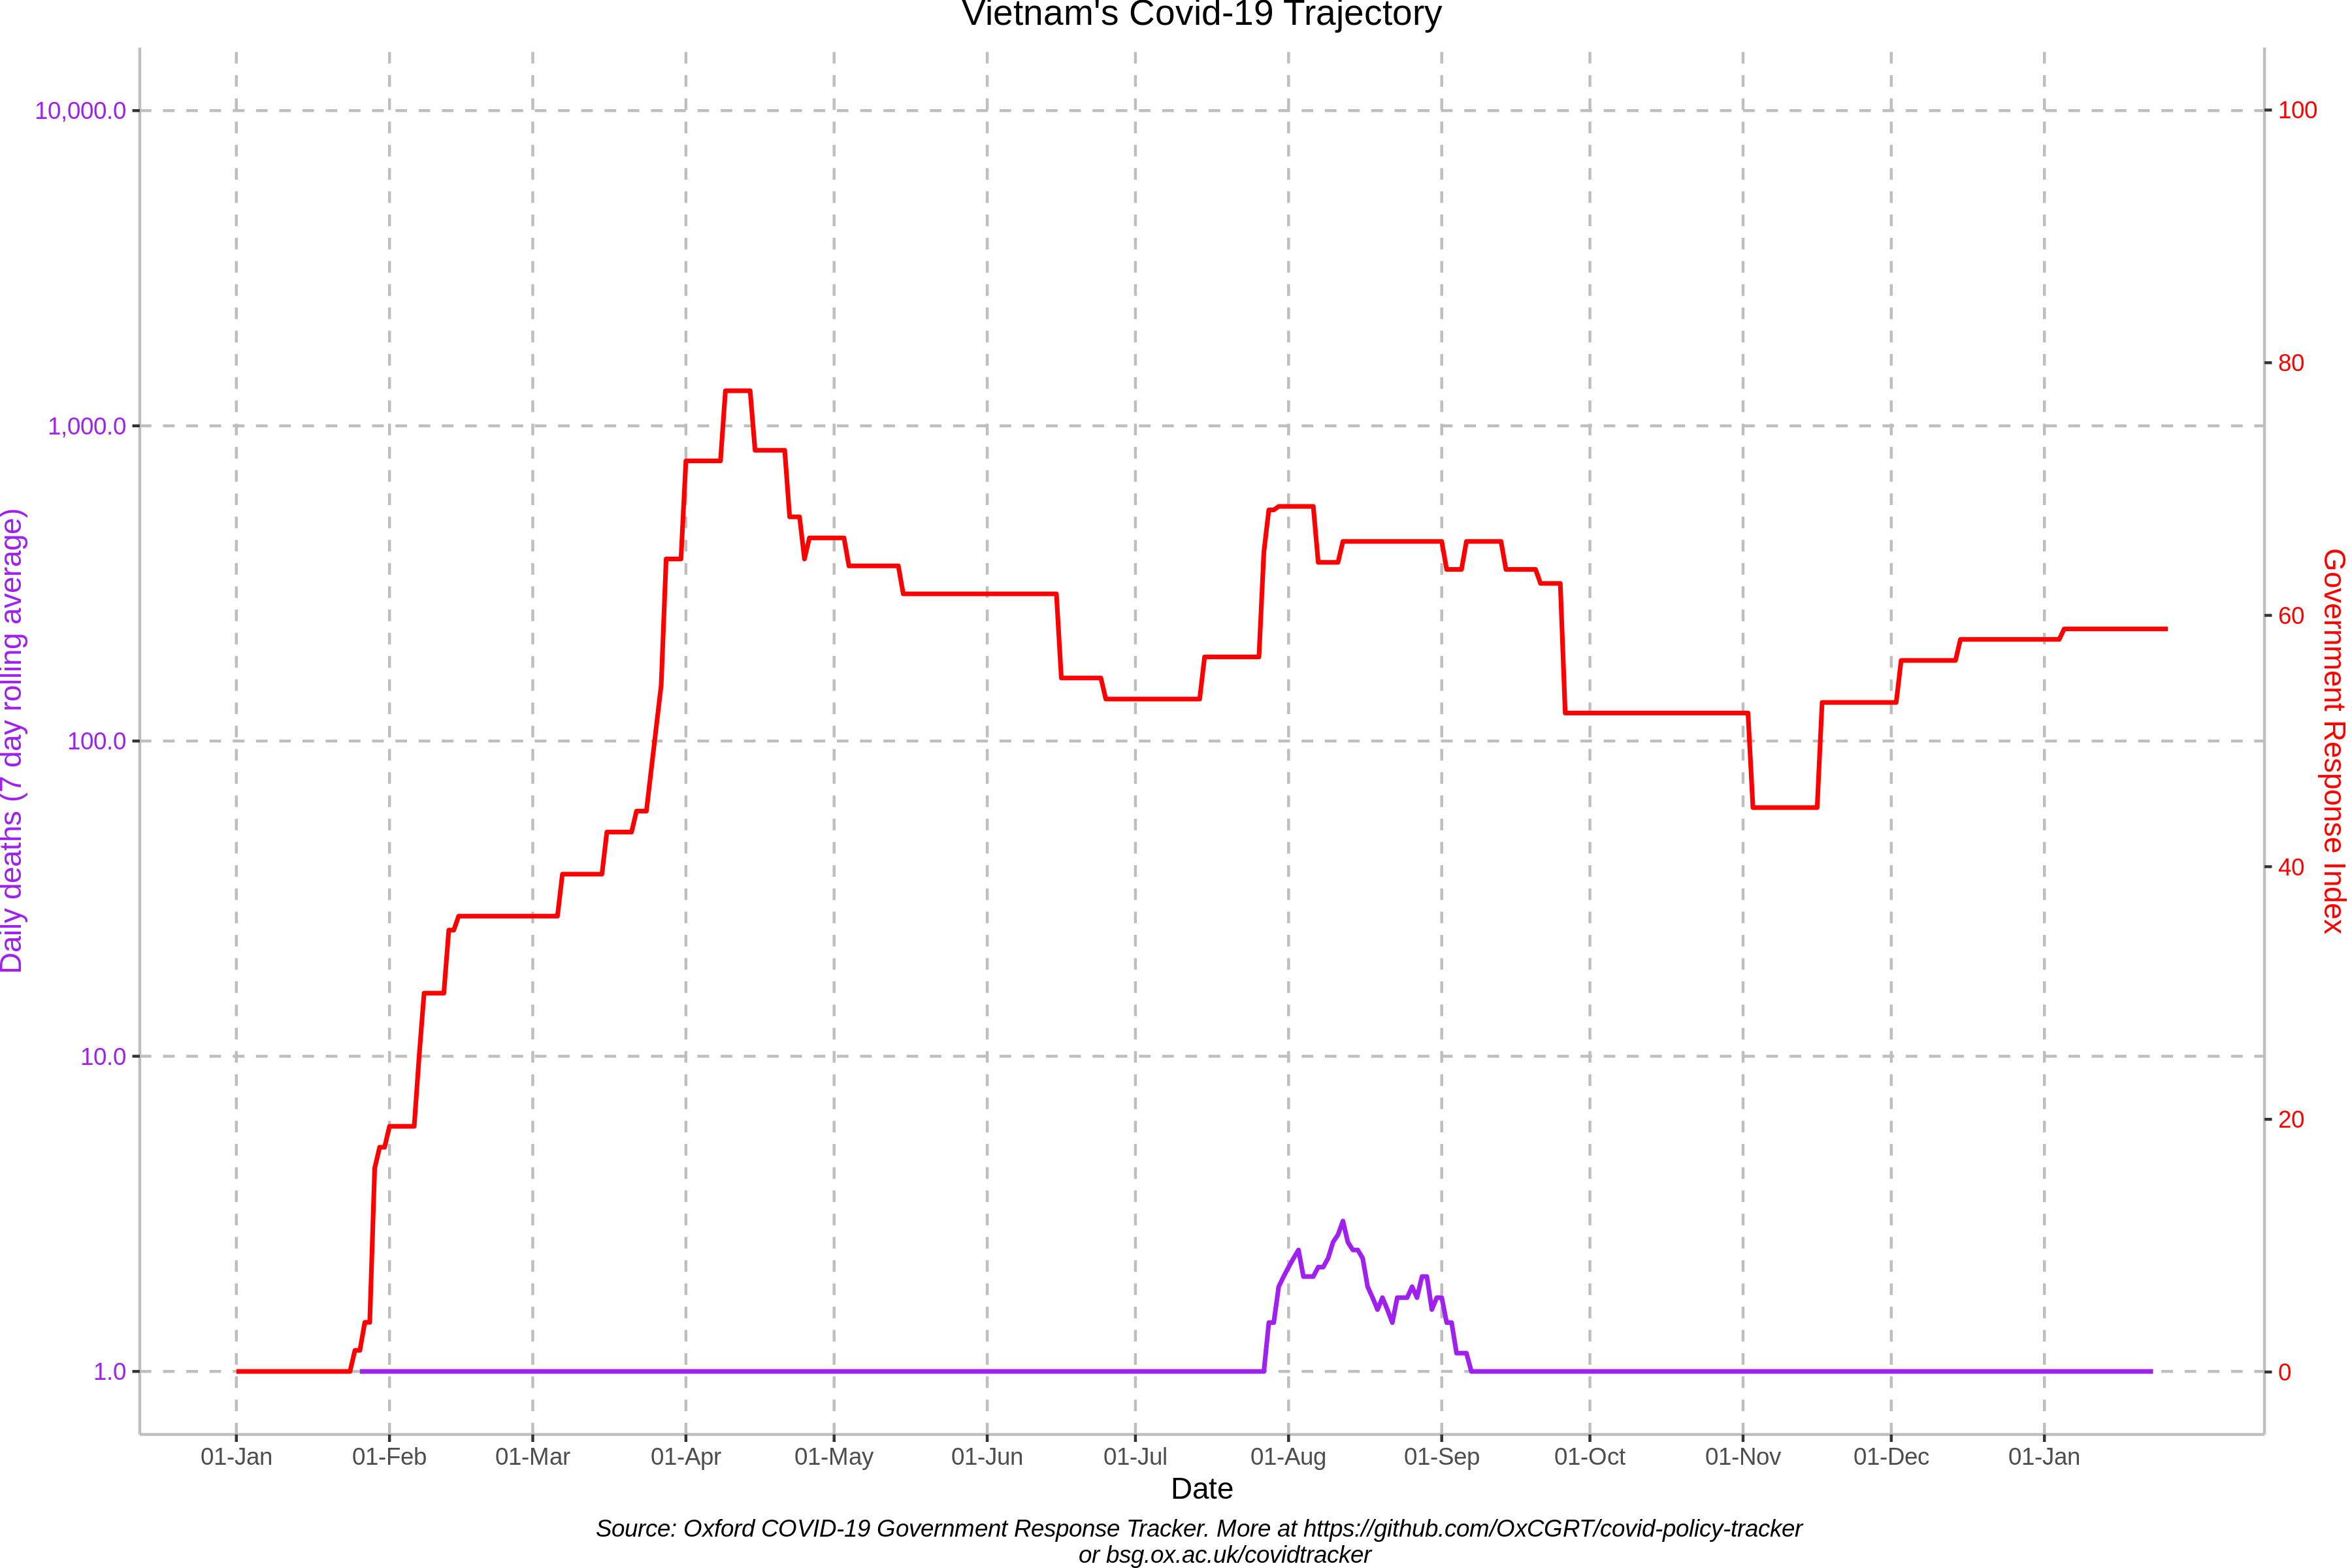 Vietnam's Covid-19 Trajectory
10,000.0
1,000.0
100.0
10.0
1.0
Daily deaths (7 day rolling average)
100
80
60
40
20
0
Government Response Index
01-Jan 01-Feb 01-Mar 01-Apr 01-May 01-Jun 01-Jul 01-Aug 01-Sep 01-Oct 01-Nov 01-Dec 01-Jan
Date
Source: Oxford COVID-19 Government Response Tracker. More at https://github.com/OxCGRT/covid-policy-tracker
or bsg.ox.ac.uk/covidtracker